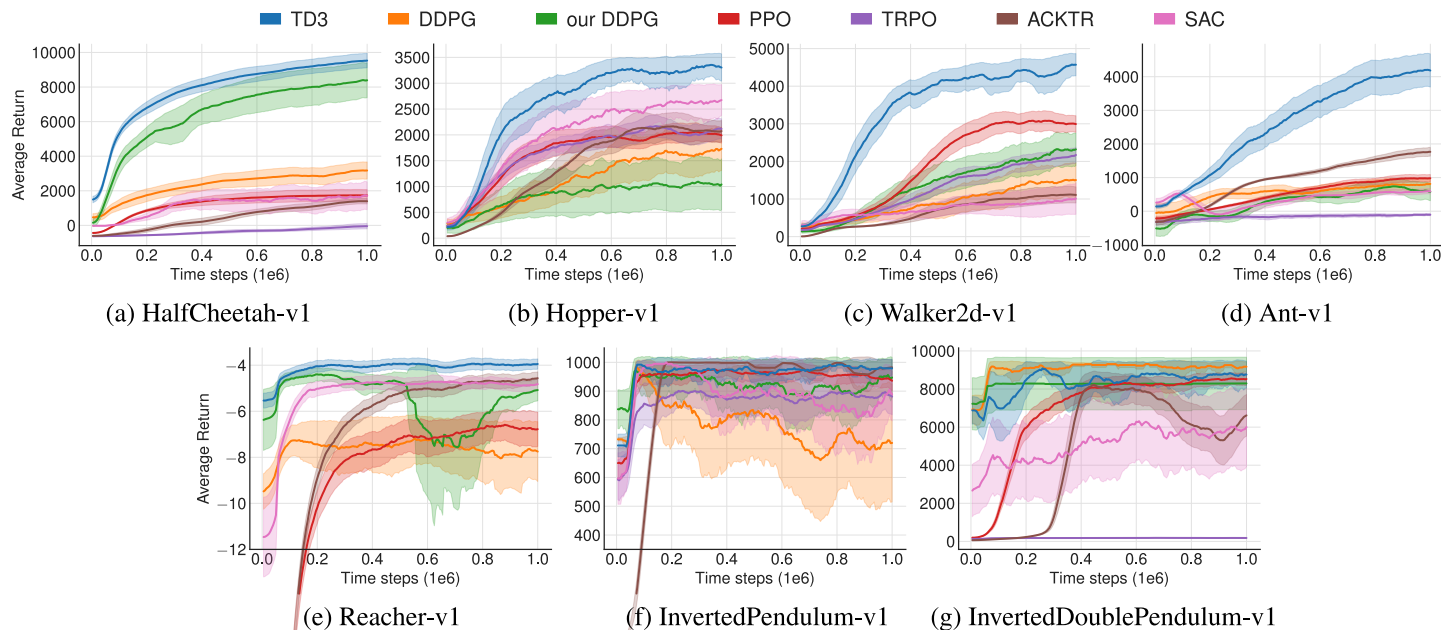 TD3 DDPG our DDPG PPO TRPO ACKTR SAC
Average Return
10000
8000
6000
4000
2000
0
0.0 0.2 0.4 0.6 0.8 1.0
Time steps (1e6)
(a) HalfCheetah-v1
3500
3000
2500
2000
1500
1000
500
0
0.0 0.2 0.4 0.6 0.8 1.0
Time steps (1e6)
(b) Hopper-v1
5000
4000
3000
2000
1000
0
0.0 0.2 0.4 0.6 0.8 1.0
Time steps (1e6)
(c) Walker2d-v1
4000
3000
2000
1000
0
−1000
0.0 0.2 0.4 0.6 0.8 1.0
Time steps (1e6)
(d) Ant-v1
Average Return
−4
−6
−8
−10
−12
0.0 0.2 0.4 0.6 0.8 1.0
Time steps (1e6)
(e) Reacher-v1
1000
900
800
700
600
500
400
0.0 0.2 0.4 0.6 0.8 1.0
Time steps (1e6)
(f) InvertedPendulum-v1
10000
8000
6000
4000
2000
0
0.0 0.2 0.4 0.6 0.8 1.0
Time steps (1e6)
(g) InvertedDoublePendulum-v1